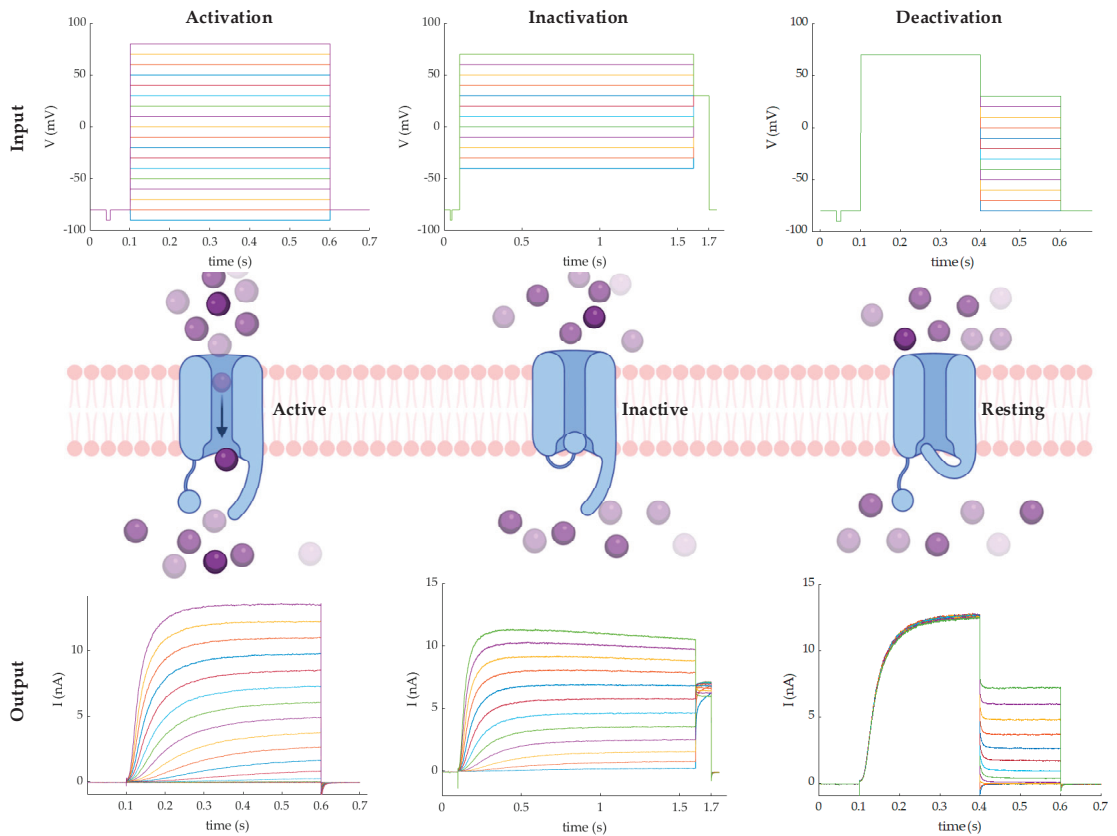 Activation
Inactivation
Deactivation
Input
V (mV)
100
50
0
-50
-100
0 0.1 0.2 0.3 0.4 0.5 0.6 0.7
time (s)
V (mV)
100
50
0
-50
-100
0 0.5 1 1.5 1.7
time (s)
V (mV)
100
50
0
-50
-100
0 0.1 0.2 0.3 0.4 0.5 0.6
time (s)
Active
Inactive
Resting
Output
I (nA)
10
5
0
0.1 0.2 0.3 0.4 0.5 0.6 0.7
time (s)
I (nA)
15
10
5
0
0 0.5 1 1.5 1.7
time (s)
I (nA)
15
10
5
0
0.1 0.2 0.3 0.4 0.5 0.6 0.7
time (s)